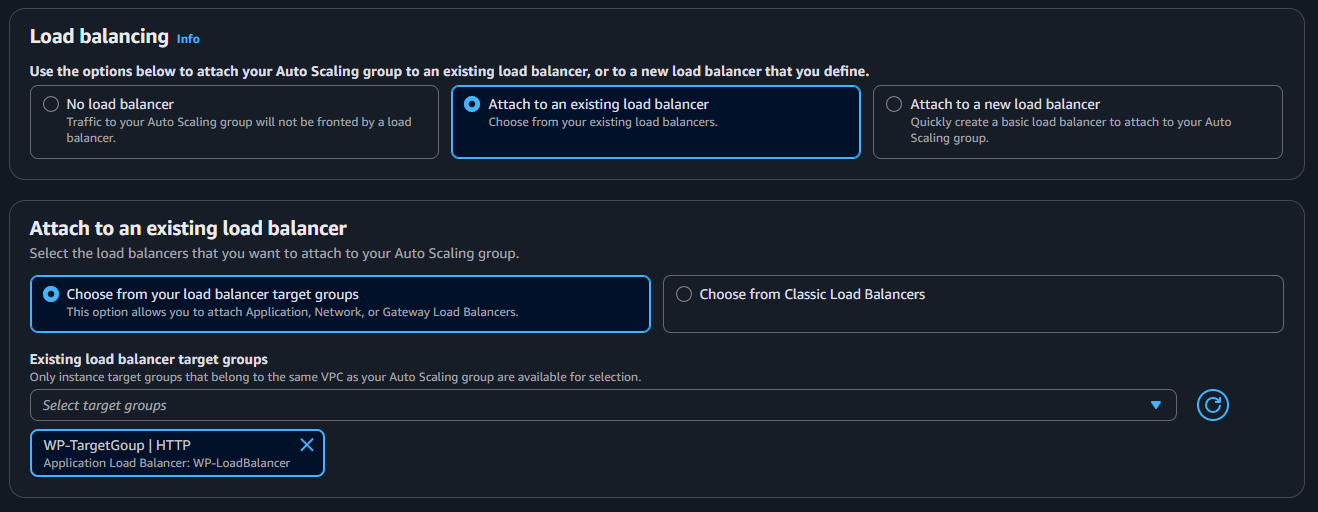 Load balancing Info
Use the options below to attach your Auto Scaling group to an existing load balancer, or to a new load balancer that you define.
No load balancer
Traffic to your Auto Scaling group will not be fronted by a load
balancer.
Attach to an existing load balancer
Choose from your existing load balancers.
Attach to a new load balancer
Quickly create a basic load balancer to attach to your Auto
Scaling group.
Attach to an existing load balancer
Select the load balancers that you want to attach to your Auto Scaling group.
Choose from your load balancer target groups
This option allows you to attach Application, Network, or Gateway Load Balancers.
Choose from Classic Load Balancers
Existing load balancer target groups
Only instance target groups that belong to the same VPC as your Auto Scaling group are available for selection.
Select target groups
WP-TargetGoup | HTTP
Application Load Balancer: WP-LoadBalancer